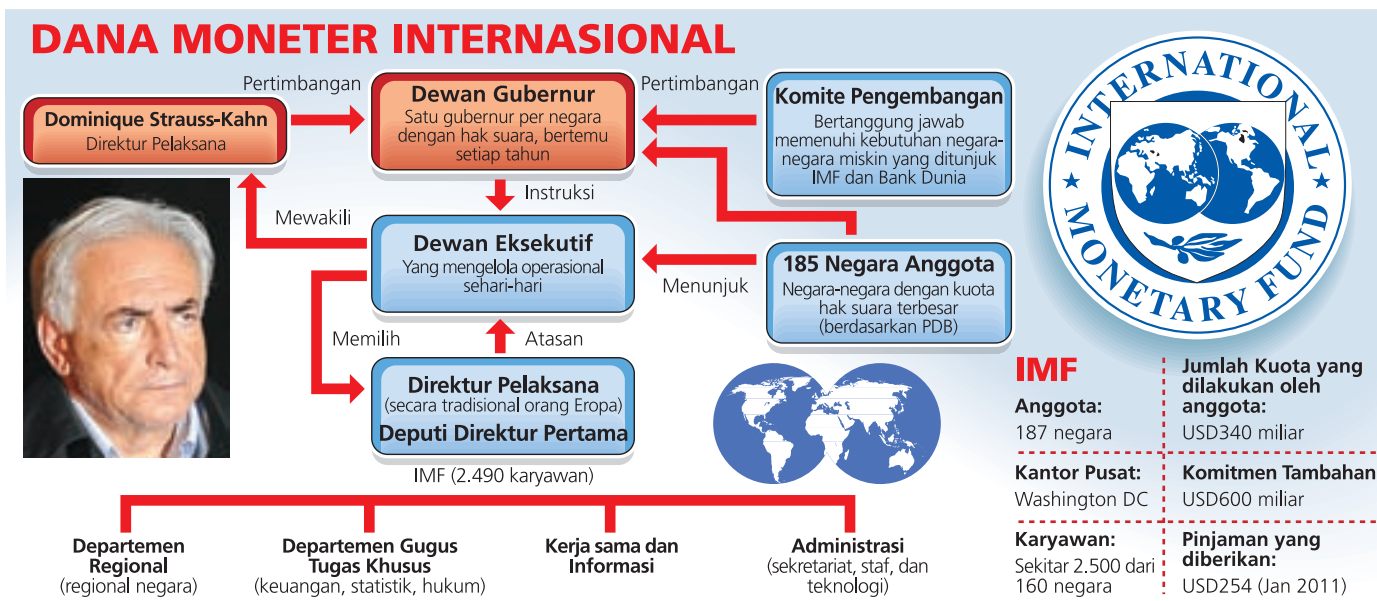 DANA MONETER INTERNASIONAL
Pertimbangan
Dominique Strauss-Kahn
Direktur Pelaksana
Dewan Gubernur
Satu gubernur per negara
dengan hak suara, bertemu
setiap tahun
Pertimbangan
Komite Pengembangan
Bertanggung jawab
memenuhi kebutuhan negara-
negara miskin yang ditunjuk
IMF dan Bank Dunia
Instruksi
Mewakili
Dewan Eksekutif
Yang mengelola operasional
sehari-hari
Menunjuk
185 Negara Anggota
Negara-negara dengan kuota
hak suara terbesar
(berdasarkan PDB)
Memilih
Atasan
Direktur Pelaksana
(secara tradisional orang Eropa)
Deputi Direktur Pertama
IMF (2.490 karyawan)
Departemen
Regional
(regional negara)
Departemen Gugus
Tugas Khusus
(keuangan, statistik, hukum)
Kerja sama dan
Informasi
Administrasi
(sekretariat, staf, dan
teknologi)
INTERNATIONAL
MONETARY FUND
IMF
Anggota:
187 negara
Jumlah Kuota yang
dilakukan oleh
anggota:
USD340 miliar
Kantor Pusat:
Washington DC
Komitmen Tambahan
USD600 miliar
Karyawan:
Sekitar 2.500 dari
160 negara
Pinjaman yang
diberikan:
USD254 (Jan 2011)